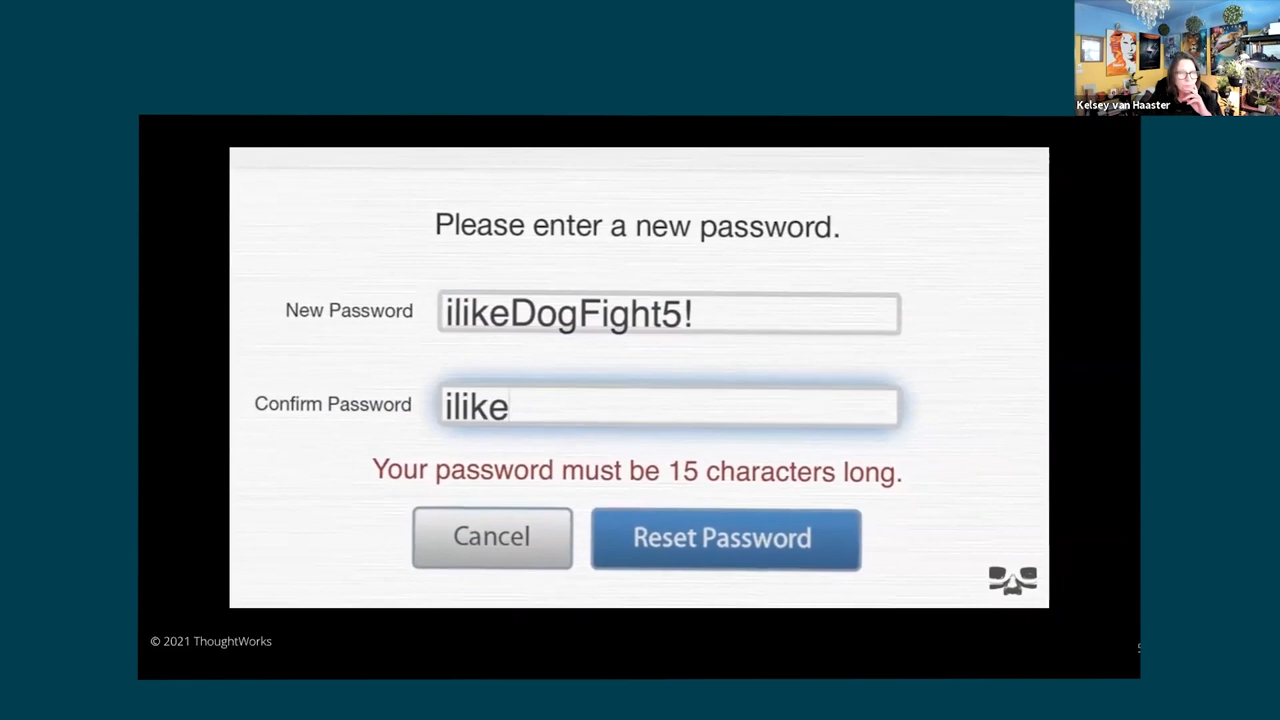 Kelsey van Haaster
Please enter a new password.
New Password
ilikeDogFight5!
Confirm Password
ilike
Your password must be 15 characters long.
Cancel
Reset Password
© 2021 ThoughtWorks